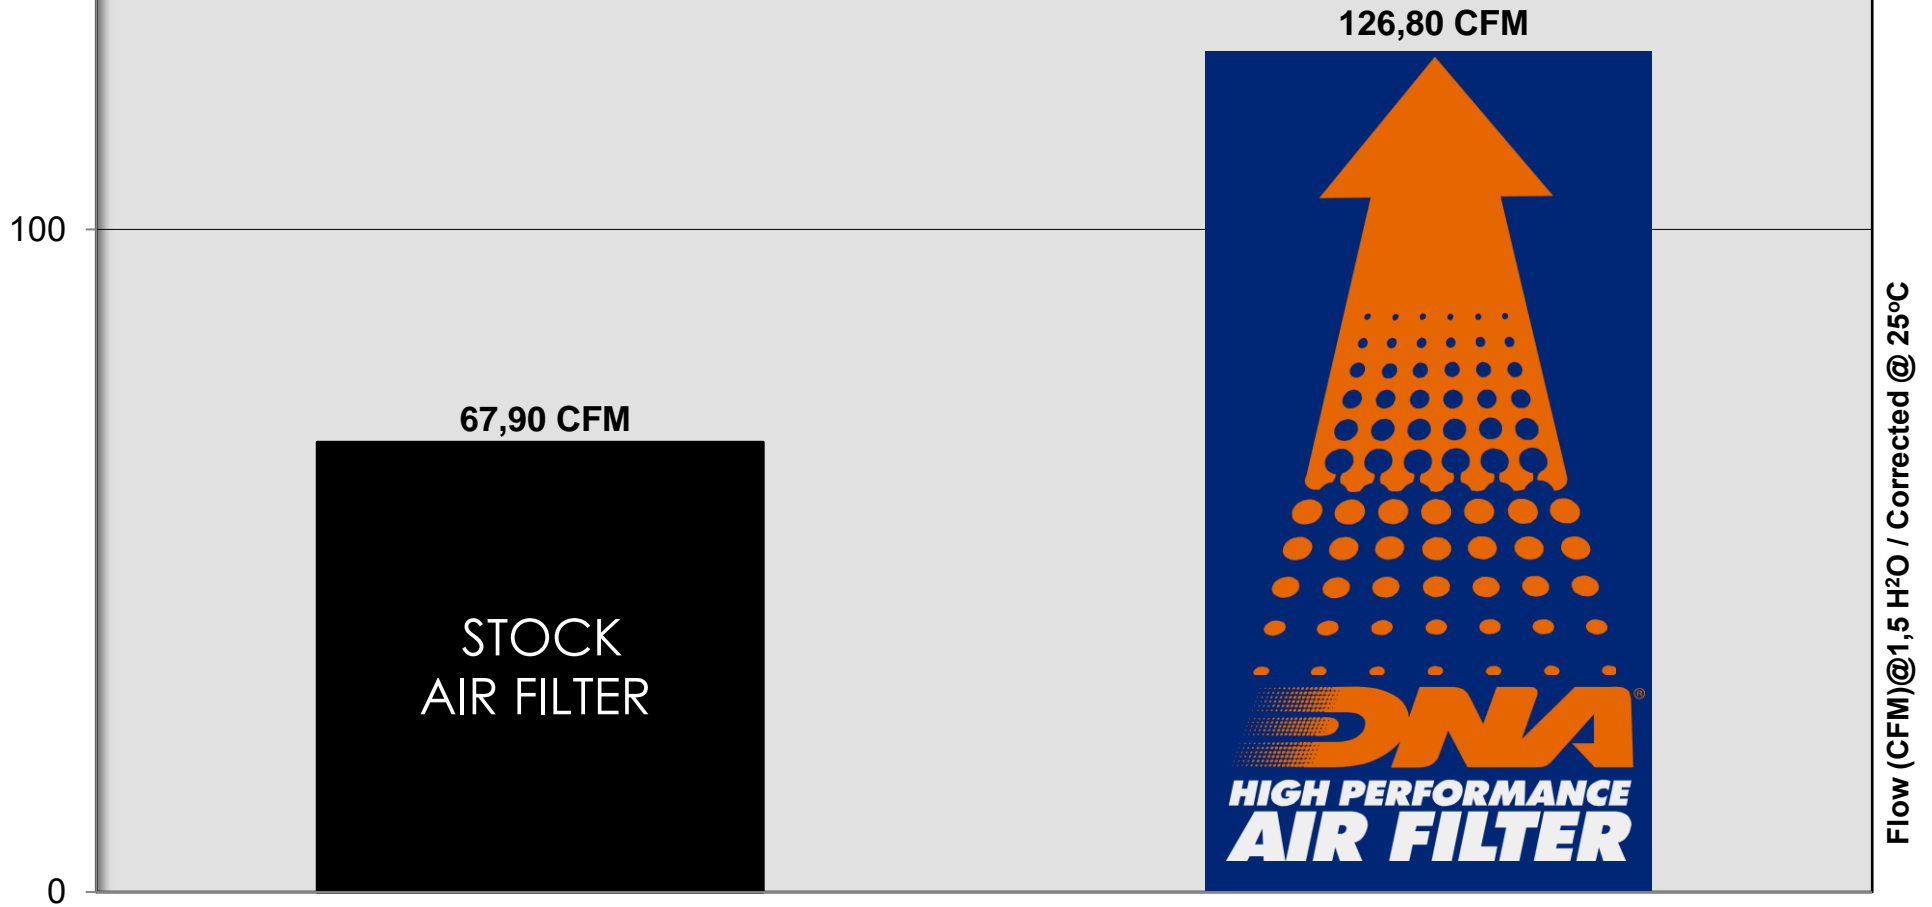 126,80 CFM
100
67,90 CFM
STOCK
AIR FILTER
DNA®
HIGH PERFORMANCE
AIR FILTER
0
Flow (CFM)@1,5 H²O / Corrected @ 25ºC